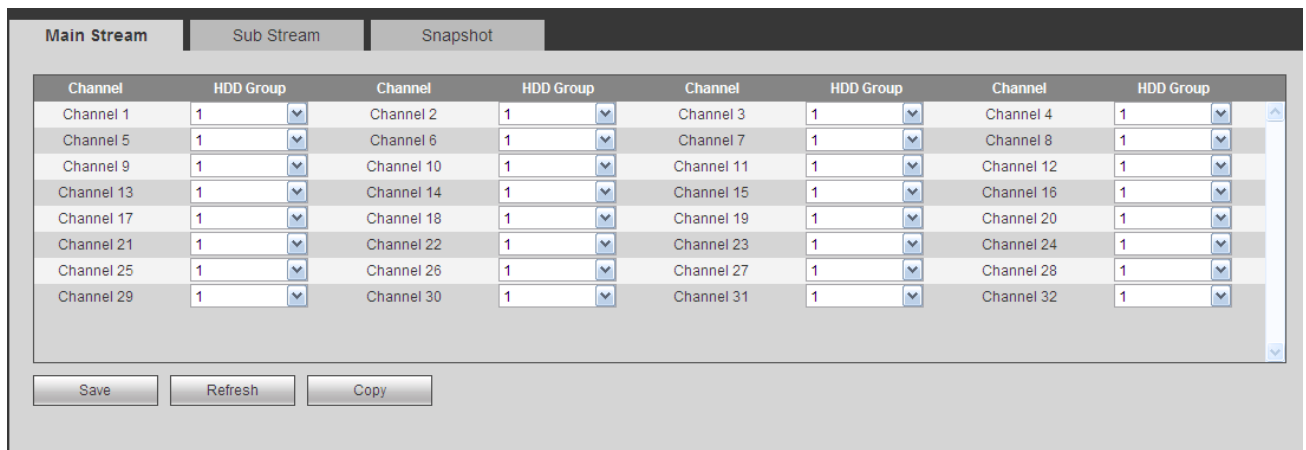 Main Stream Sub Stream Snapshot
Channel HDD Group Channel HDD Group Channel HDD Group Channel HDD Group
Channel 1 1 Channel 2 1 Channel 3 1 Channel 4 1
Channel 5 1 Channel 6 1 Channel 7 1 Channel 8 1
Channel 9 1 Channel 10 1 Channel 11 1 Channel 12 1
Channel 13 1 Channel 14 1 Channel 15 1 Channel 16 1
Channel 17 1 Channel 18 1 Channel 19 1 Channel 20 1
Channel 21 1 Channel 22 1 Channel 23 1 Channel 24 1
Channel 25 1 Channel 26 1 Channel 27 1 Channel 28 1
Channel 29 1 Channel 30 1 Channel 31 1 Channel 32 1
Save Refresh Copy